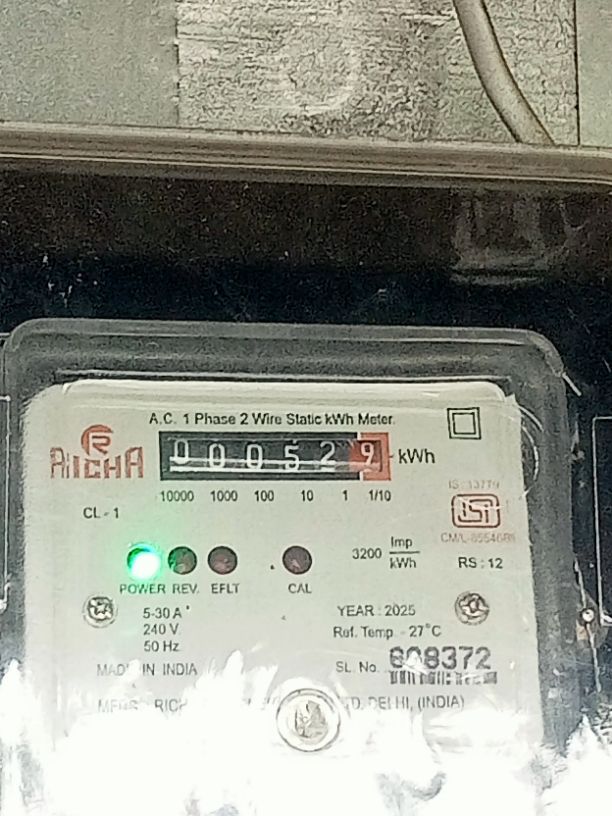 A.C. 1 Phase 2 Wire Static kWh Meter.
RiICHA
000529 kWh
10000 1000 100 10 1 1/10
IS: 13779
CL - 1
ISI
3200 Imp/kWh
RS : 12
POWER REV. EFLT CAL
5-30 A
240 V.
50 Hz.
YEAR : 2025
Ref. Temp. - 27°C
MADE IN INDIA
SL. No. 608372
DELHI, (INDIA)